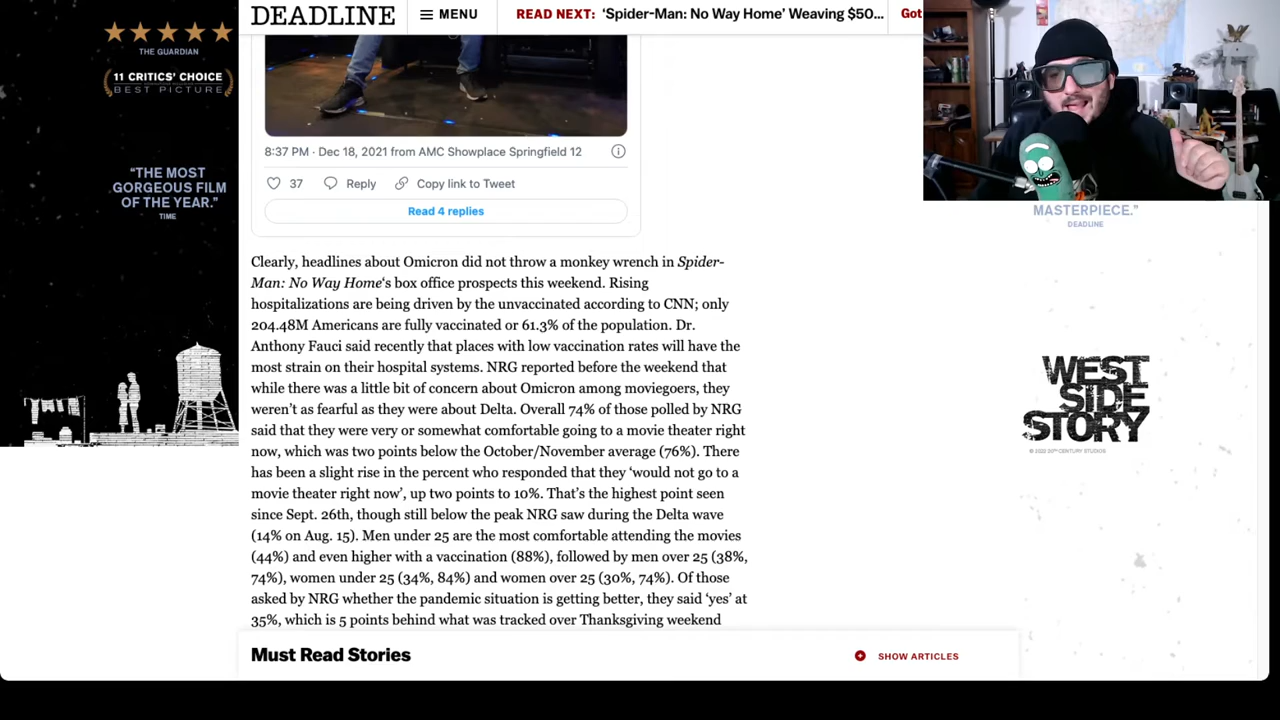 DEADLINE
MENU
READ NEXT: ‘Spider-Man: No Way Home’ Weaving $50...
Got
★★★★★
THE GUARDIAN
11 CRITICS’ CHOICE
BEST PICTURE
“THE MOST
GORGEOUS FILM
OF THE YEAR.”
TIME
8:37 PM · Dec 18, 2021 from AMC Showplace Springfield 12
37 Reply Copy link to Tweet
Read 4 replies
Clearly, headlines about Omicron did not throw a monkey wrench in Spider-
Man: No Way Home‘s box office prospects this weekend. Rising
hospitalizations are being driven by the unvaccinated according to CNN; only
204.48M Americans are fully vaccinated or 61.3% of the population. Dr.
Anthony Fauci said recently that places with low vaccination rates will have the
most strain on their hospital systems. NRG reported before the weekend that
while there was a little bit of concern about Omicron among moviegoers, they
weren’t as fearful as they were about Delta. Overall 74% of those polled by NRG
said that they were very or somewhat comfortable going to a movie theater right
now, which was two points below the October/November average (76%). There
has been a slight rise in the percent who responded that they ‘would not go to a
movie theater right now’, up two points to 10%. That’s the highest point seen
since Sept. 26th, though still below the peak NRG saw during the Delta wave
(14% on Aug. 15). Men under 25 are the most comfortable attending the movies
(44%) and even higher with a vaccination (88%), followed by men over 25 (38%,
74%), women under 25 (34%, 84%) and women over 25 (30%, 74%). Of those
asked by NRG whether the pandemic situation is getting better, they said ‘yes’ at
35%, which is 5 points behind what was tracked over Thanksgiving weekend
MASTERPIECE.”
DEADLINE
WEST
SIDE
STORY
© 2022 20TH CENTURY STUDIOS
Must Read Stories
SHOW ARTICLES